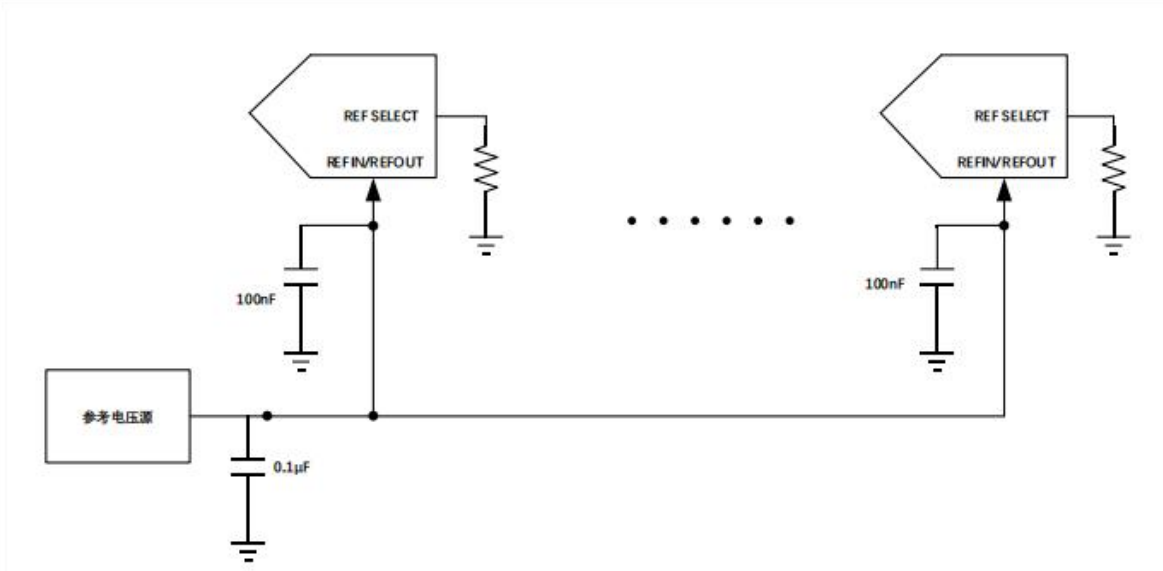 REF SELECT
REFIN/REFOUT
REF SELECT
REFIN/REFOUT
100nF
100nF
参考电压源
0.1μF